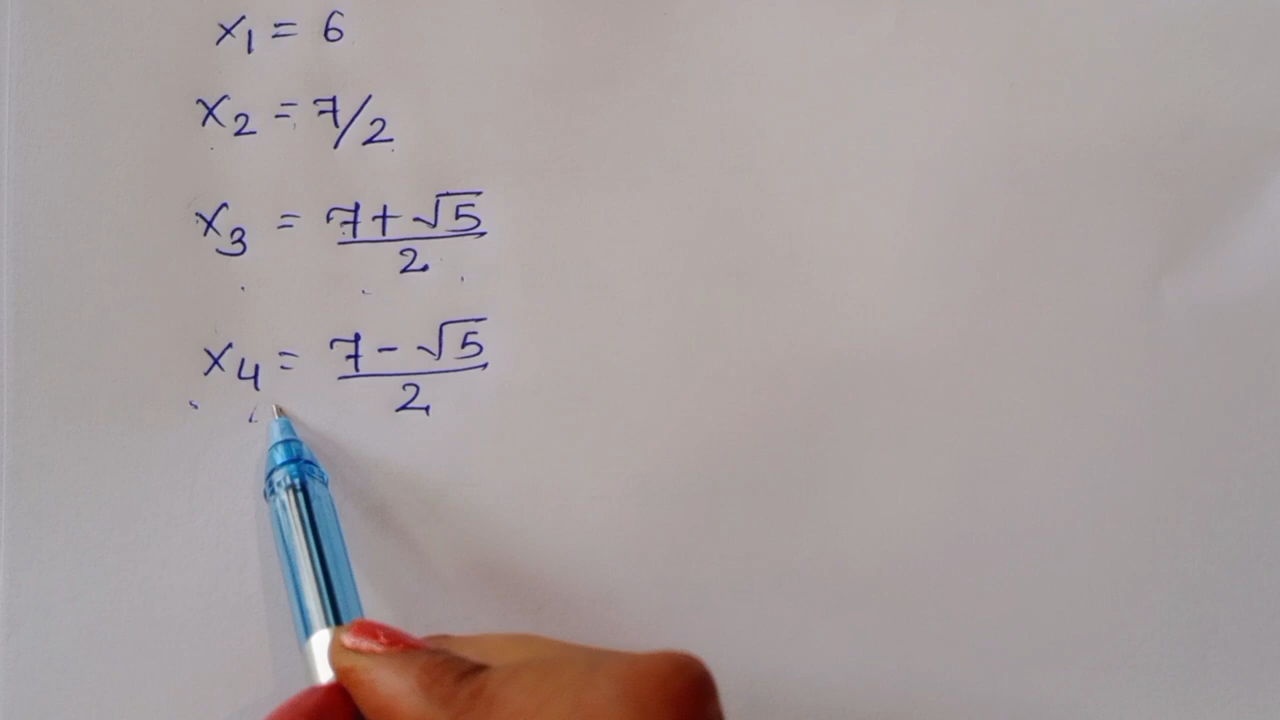 x₁ = 6
x₂ = 7/2
x₃ = (7 + √5)/2
x₄ = (7 - √5)/2